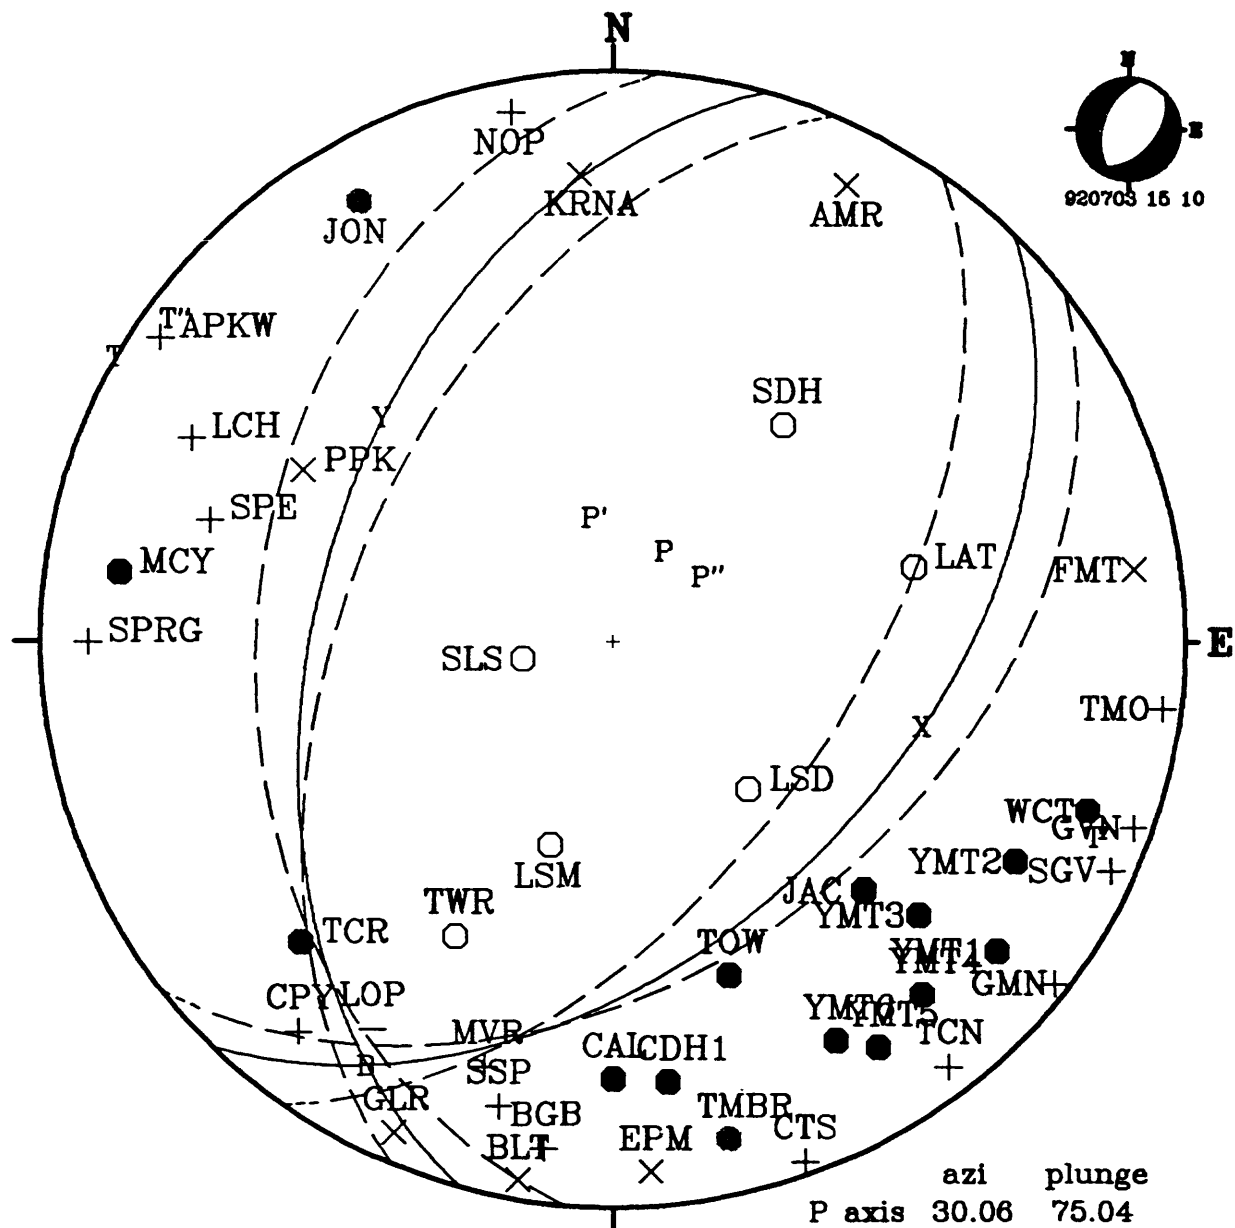 N
N
E
920703 15 10
NOP
KRNA
AMR
JON
T'' APKW
T
SDH
LCH
Y
PPK
SPE
P'
P
P''
MCY
LAT
FMT
SPRG
SLS
E
TMO
X
LSD
WCT
GVN
T'
YMT2
SGV
LSM
JAC
YMT3
TWR
TCR
TOW
YMT1
YMT4
GMN
CPY
LOP
YMT6
YMT5
MVR
TCN
CAL
CDH1
B
SSP
GLR
BGB
TMBR
CTS
BLT
EPM
azi plunge
P axis 30.06 75.04